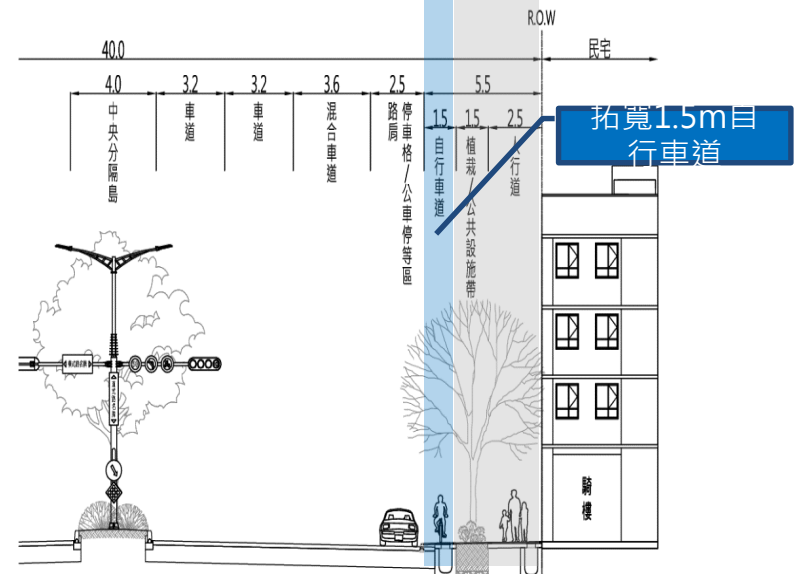 R.O.W
40.0
民宅
4.0
3.2
3.2
3.6
2.5
5.5
中央分隔島
車道
車道
混合車道
停車格/公車停等區
路肩
1.5
1.5
2.5
自行車道
植栽/公共設施帶
人行道
拓寬1.5m自
行車道
騎樓